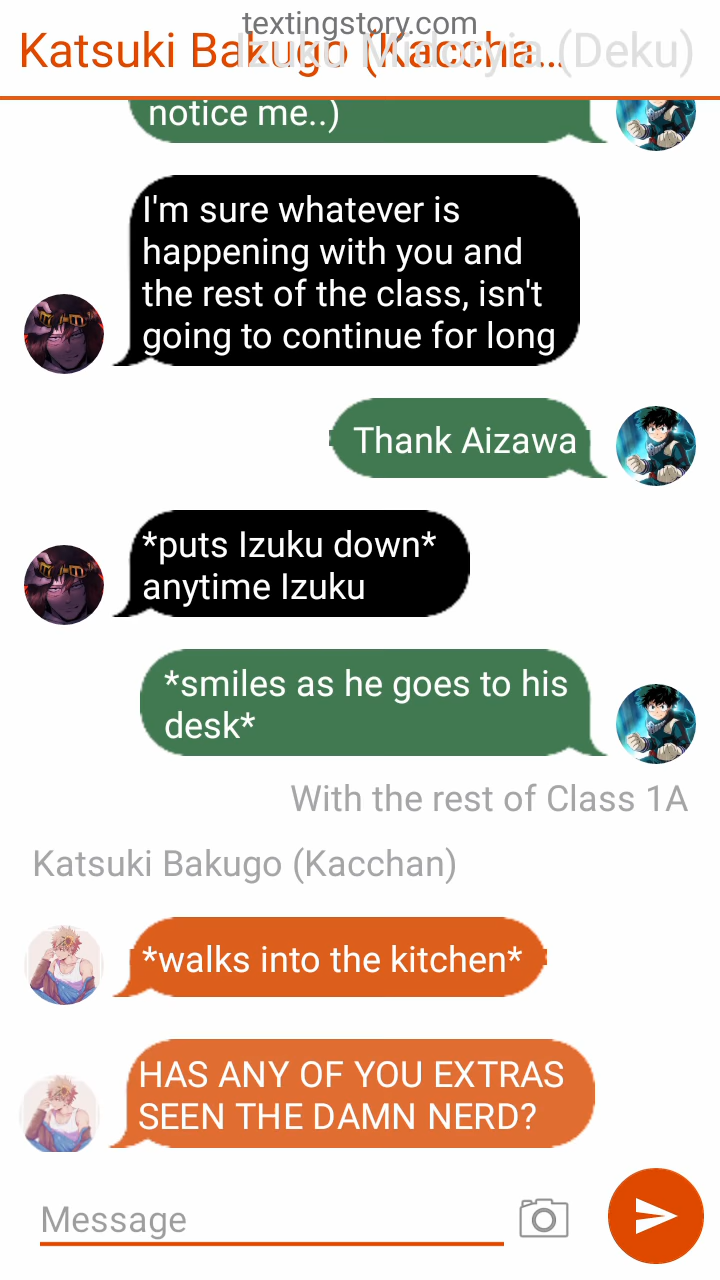 textingstory.com
Katsuki Bakugo (Kaccha...
Izuku Midoryia (Deku)
notice me..)
I'm sure whatever is
happening with you and
the rest of the class, isn't
going to continue for long
Thank Aizawa
*puts Izuku down*
anytime Izuku
*smiles as he goes to his
desk*
With the rest of Class 1A
Katsuki Bakugo (Kacchan)
*walks into the kitchen*
HAS ANY OF YOU EXTRAS
SEEN THE DAMN NERD?
Message